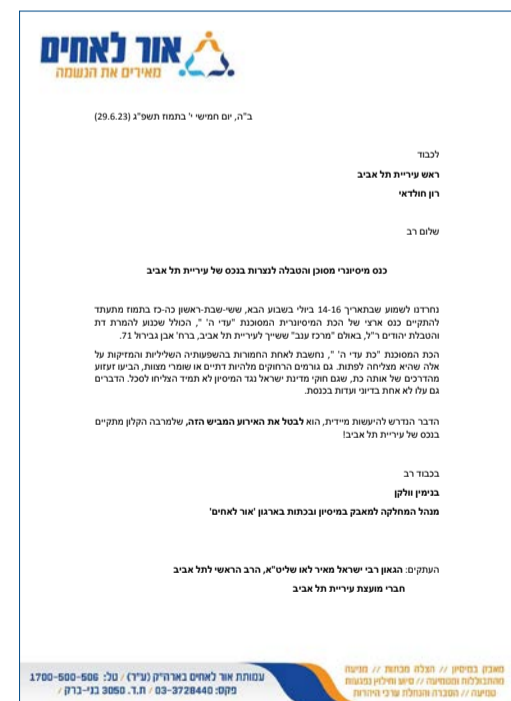 אור לאחים
מאירים את הנשמה
ב"ה, יום חמישי י' בתמוז תשפ"ג (29.6.23)
לכבוד
ראש עיריית תל אביב
רון חולדאי
שלום רב
כנס מיסיונרי מסוכן והטבלה לנצרות בנכס של עיריית תל אביב
נחרדנו לשמוע שבתאריך 14-16 ביולי בשבוע הבא, שישי-שבת-ראשון כה-כז בתמוז מתעתד
להתקיים כנס ארצי של הכת המיסיונרית המסוכנת "עדי ה' ", הכולל שכנוע להמרת דת
והטבלת יהודים ר"ל, באולם "מרכז ענב" ששייך לעיריית תל אביב, ברח' אבן גבירול 71.
הכת המסוכנת "כת עדי ה' ", נחשבת לאחת החמורות בהשפעותיה השליליות והמזיקות על
אלה שהיא מצליחה לפתות. גם גורמים הרחוקים מלהיות דתיים או שומרי מצוות, הביעו זעזוע
מהדרכים של אותה כת, שגם חוקי מדינת ישראל נגד המיסיון לא תמיד הצליחו לסכל. הדברים
גם עלו לא אחת בדיוני ועדות בכנסת.
הדבר הנדרש להיעשות מיידית, הוא לבטל את האירוע המביש הזה, שלמרבה הקלון מתקיים
בנכס של עיריית תל אביב!
בכבוד רב
בנימין וולקן
מנהל המחלקה למאבק במיסיון ובכתות בארגון 'אור לאחים'
העתקים: הגאון רבי ישראל מאיר לאו שליט"א, הרב הראשי לתל אביב
חברי מועצת עיריית תל אביב
מאבק במיסיון // הצלה מכתות // מניעה
מהתבוללות ומטמיעה // סיוע וחילוץ נפגעות
טמיעה // הסברה והנחלת ערכי היהדות
עמותת אור לאחים בארה"ק (ע"ר) / טל: 1700-500-506
פקס: 03-3728440 / ת.ד. 3050 בני-ברק /